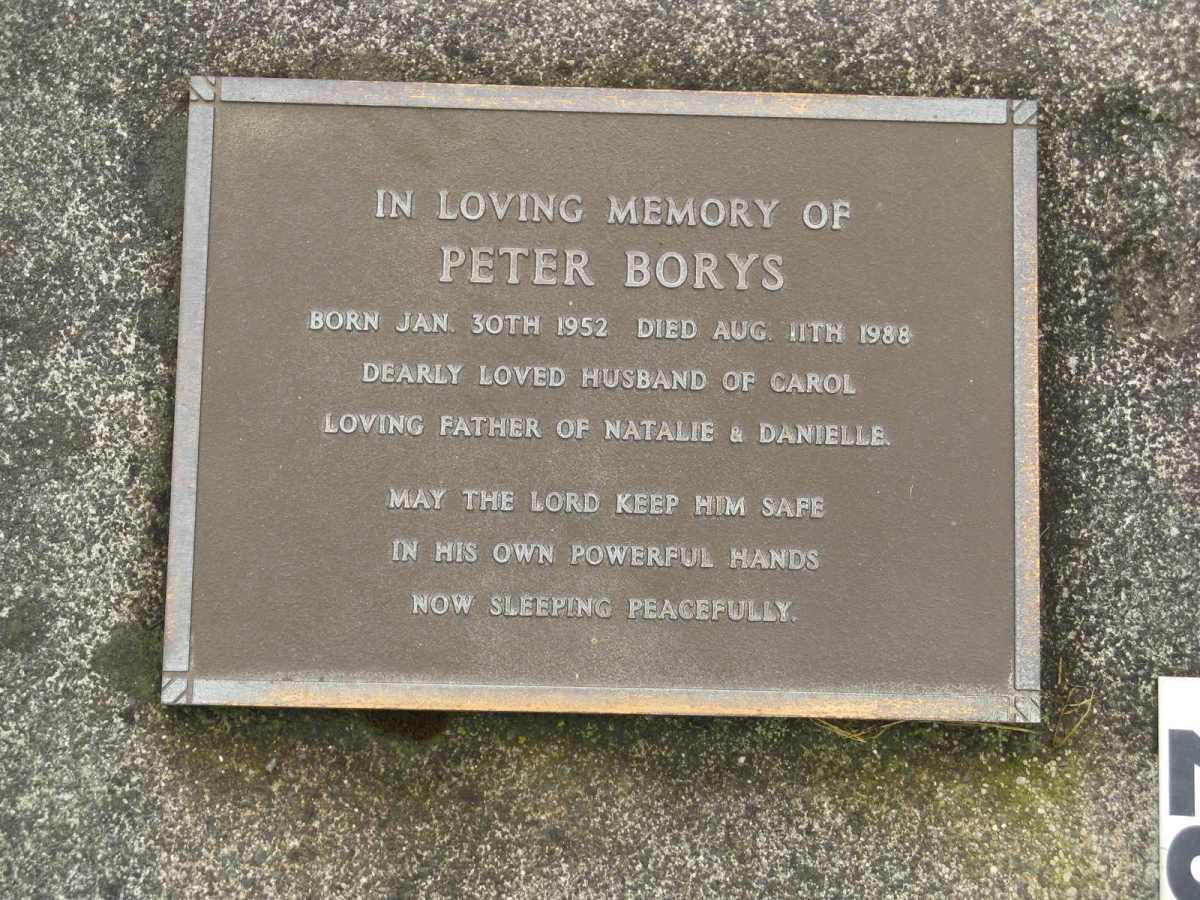 IN LOVING MEMORY OF
PETER BORYS
BORN JAN. 30TH 1952 DIED AUG. 11TH 1988
DEARLY LOVED HUSBAND OF CAROL
LOVING FATHER OF NATALIE & DANIELLE.
MAY THE LORD KEEP HIM SAFE
IN HIS OWN POWERFUL HANDS
NOW SLEEPING PEACEFULLY.